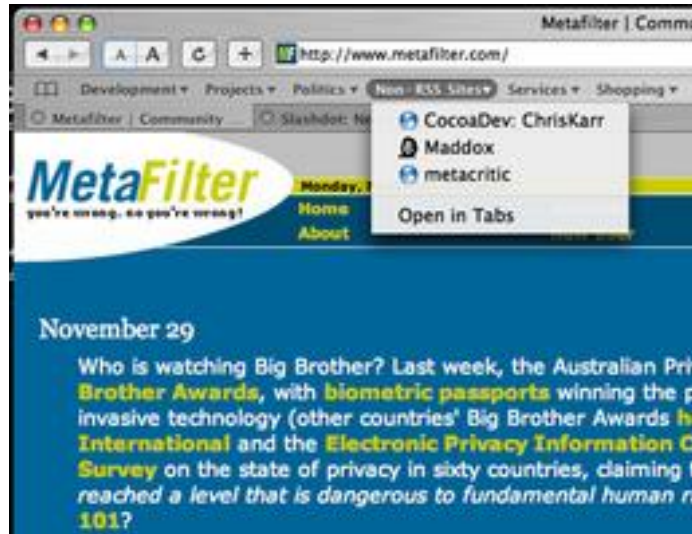 Metafilter | Comm
A A C + http://www.metafilter.com/
Development Projects Politics Non-RSS Sites Services Shopping
Metafilter | Community ... Slashdot: Ne
CocoaDev: ChrisKarr
Maddox
metacritic
Open in Tabs
MetaFilter
you're wrong. no you're wrong!
Monday,
Home
About
November 29
Who is watching Big Brother? Last week, the Australian Pri
Brother Awards, with biometric passports winning the p
invasive technology (other countries' Big Brother Awards h
International and the Electronic Privacy Information C
Survey on the state of privacy in sixty countries, claiming
reached a level that is dangerous to fundamental human r
101?